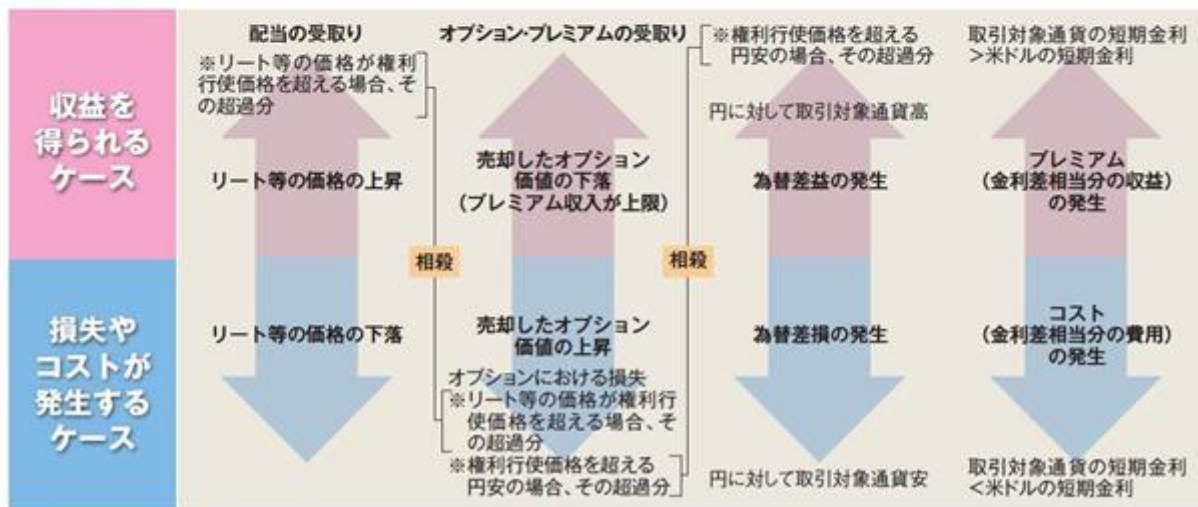 収益を
得られる
ケース
配当の受取り
※リート等の価格が権利
行使価格を超える場合、そ
の超過分
リート等の価格の上昇
オプション・プレミアムの受取り
売却したオプション
価値の下落
(プレミアム収入が上限)
※権利行使価格を超える
円安の場合、その超過分
円に対して取引対象通貨高
為替差益の発生
取引対象通貨の短期金利
>米ドルの短期金利
プレミアム
(金利差相当分の収益)
の発生
相殺
相殺
損失や
コストが
発生する
ケース
リート等の価格の下落
売却したオプション
価値の上昇
オプションにおける損失
※リート等の価格が権利行
使価格を超える場合、そ
の超過分
※権利行使価格を超える
円安の場合、その超過分
為替差損の発生
円に対して取引対象通貨安
コスト
(金利差相当分の費用)
の発生
取引対象通貨の短期金利
<米ドルの短期金利